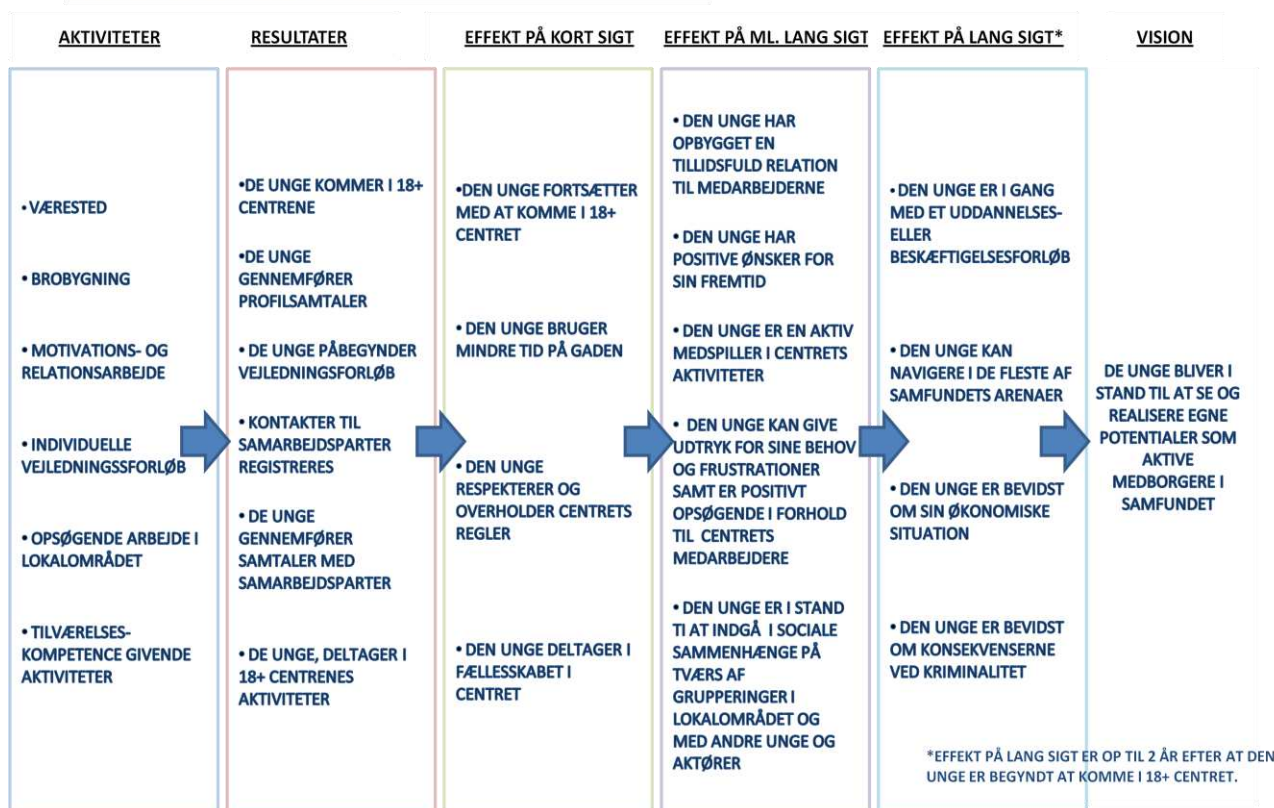 AKTIVITETER
RESULTATER
EFFEKT PÅ KORT SIGT
EFFEKT PÅ ML. LANG SIGT
EFFEKT PÅ LANG SIGT*
VISION
• VÆRESTED
• BROBYGNING
• MOTIVATIONS- OG
RELATIONSARBEJDE
• INDIVIDUELLE
VEJLEDNINGSSFORLØB
• OPSØGENDE ARBEJDE I
LOKALOMRÅDET
• TILVÆRELSES-
KOMPETENCE GIVENDE
AKTIVITETER
•DE UNGE KOMMER I 18+
CENTRENE
•DE UNGE
GENNEMFØRER
PROFILSAMTALER
• DE UNGE PÅBEGYNDER
VEJLEDNINGSFORLØB
• KONTAKTER TIL
SAMARBEJDSPARTER
REGISTRERES
• DE UNGE
GENNEMFØRER
SAMTALER MED
SAMARBEJDSPARTER
• DE UNGE, DELTAGER I
18+ CENTRENES
AKTIVITETER
•DEN UNGE FORTSÆTTER
MED AT KOMME I 18+
CENTRET
• DEN UNGE BRUGER
MINDRE TID PÅ GADEN
• DEN UNGE
RESPEKTERER OG
OVERHOLDER CENTRETS
REGLER
• DEN UNGE DELTAGER I
FÆLLESSKABET I
CENTRET
• DEN UNGE HAR
OPBYGGET EN
TILLIDSFULD RELATION
TIL MEDARBEJDERNE
• DEN UNGE HAR
POSITIVE ØNSKER FOR
SIN FREMTID
• DEN UNGE ER EN AKTIV
MEDSPILLER I CENTRETS
AKTIVITETER
• DEN UNGE KAN GIVE
UDTRYK FOR SINE BEHOV
OG FRUSTRATIONER
SAMT ER POSITIVT
OPSØGENDE I FORHOLD
TIL CENTRETS
MEDARBEJDERE
• DEN UNGE ER I STAND
TI AT INDGÅ I SOCIALE
SAMMENHÆNGE PÅ
TVÆRS AF
GRUPPERINGER I
LOKALOMRÅDET OG
MED ANDRE UNGE OG
AKTØRER
• DEN UNGE ER I GANG
MED ET UDDANNELSES-
ELLER
BESKÆFTIGELSESFORLØB
• DEN UNGE KAN
NAVIGERE I DE FLESTE AF
SAMFUNDETS ARENAER
• DEN UNGE ER BEVIDST
OM SIN ØKONOMISKE
SITUATION
• DEN UNGE ER BEVIDST
OM KONSEKVENSERNE
VED KRIMINALITET
DE UNGE BLIVER I
STAND TIL AT SE OG
REALISERE EGNE
POTENTIALER SOM
AKTIVE
MEDBORGERE I
SAMFUNDET
*EFFEKT PÅ LANG SIGT ER OP TIL 2 ÅR EFTER AT DEN
UNGE ER BEGYNDT AT KOMME I 18+ CENTRET.